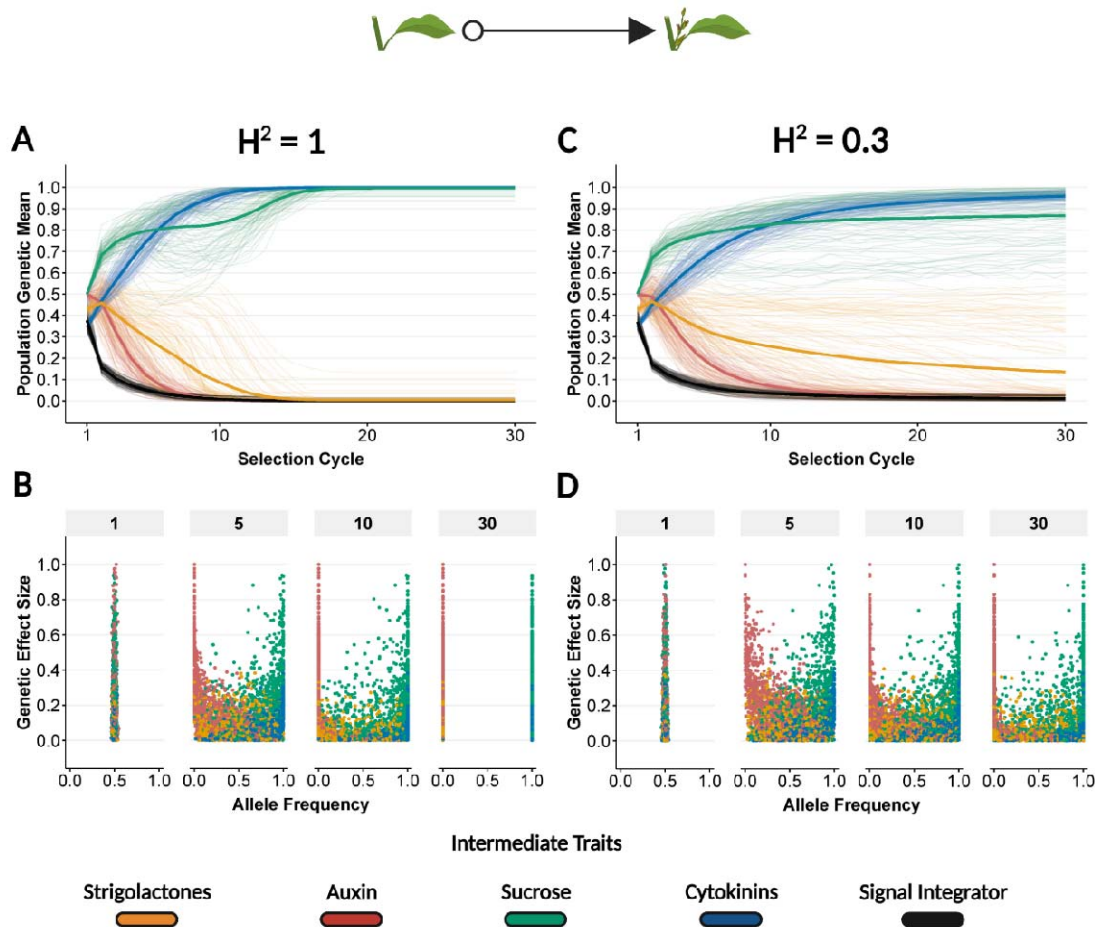 A
H² = 1
Population Genetic Mean
1.0
0.9
0.8
0.7
0.6
0.5
0.4
0.3
0.2
0.1
0.0
1 10 20 30
Selection Cycle
C
H² = 0.3
Population Genetic Mean
1.0
0.9
0.8
0.7
0.6
0.5
0.4
0.3
0.2
0.1
0.0
1 10 20 30
Selection Cycle
B
1 5 10 30
Genetic Effect Size
1.0
0.8
0.6
0.4
0.2
0.0
0.0 0.5 1.0 0.0 0.5 1.0 0.0 0.5 1.0 0.0 0.5 1.0
Allele Frequency
D
1 5 10 30
Genetic Effect Size
1.0
0.8
0.6
0.4
0.2
0.0
0.0 0.5 1.0 0.0 0.5 1.0 0.0 0.5 1.0 0.0 0.5 1.0
Allele Frequency
Intermediate Traits
Strigolactones Auxin Sucrose Cytokinins Signal Integrator